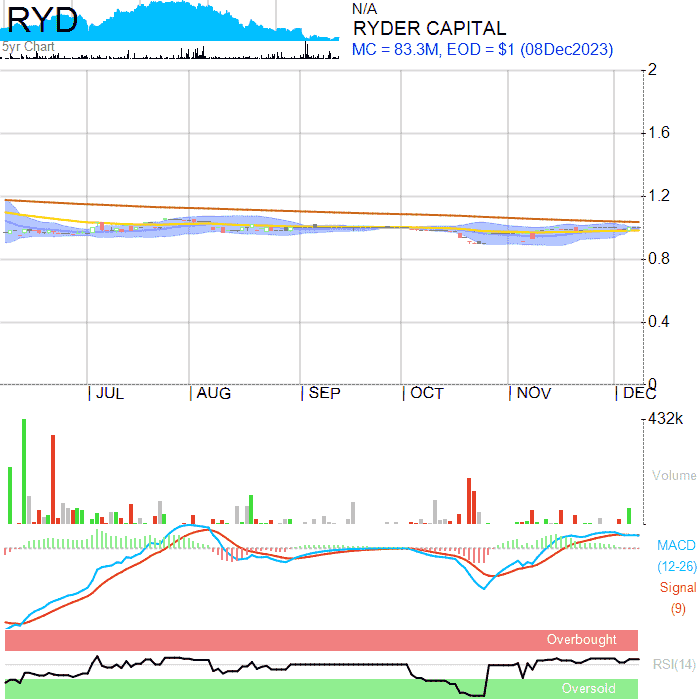 RYD
5yr Chart
N/A
RYDER CAPITAL
MC = 83.3M, EOD = $1 (08Dec2023)
2
1.6
1.2
0.8
0.4
0
JUL AUG SEP OCT NOV DEC
432k
Volume
MACD
(12-26)
Signal
(9)
Overbought
RSI(14)
Oversold